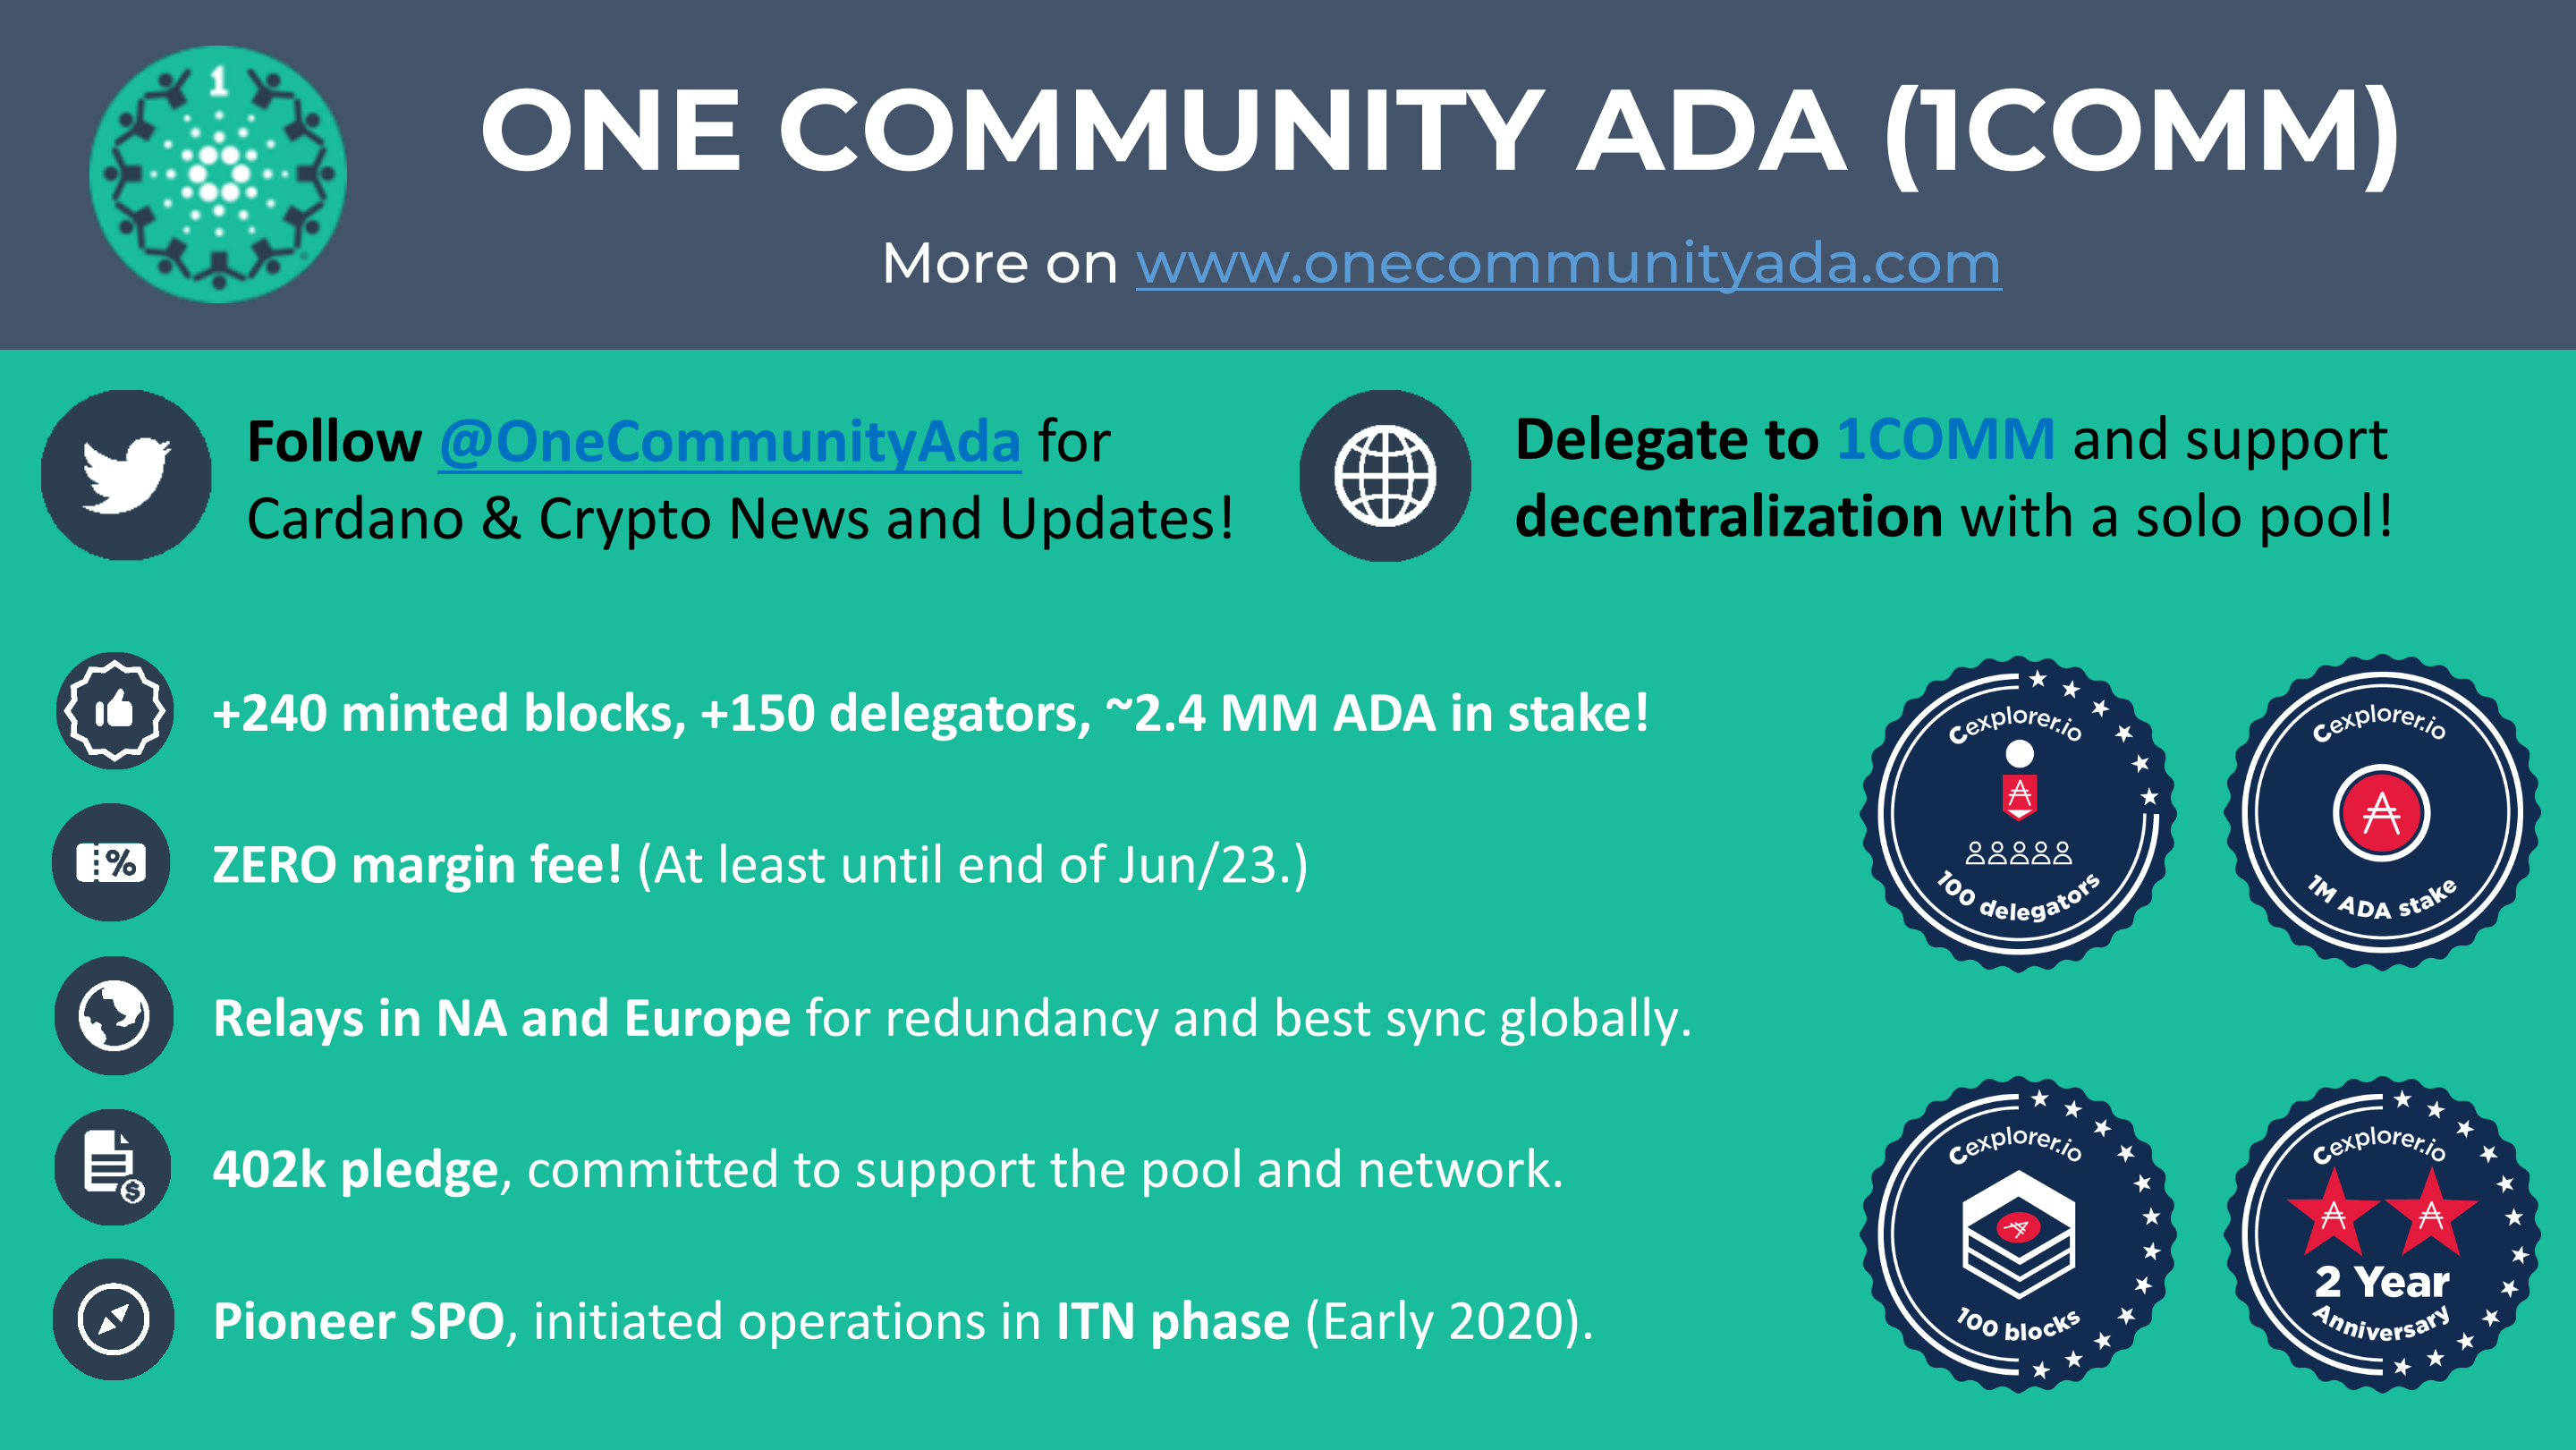 1
ONE COMMUNITY ADA (1COMM)
More on www.onecommunityada.com
Follow @OneCommunityAda for
Cardano & Crypto News and Updates!
Delegate to 1COMM and support
decentralization with a solo pool!
+240 minted blocks, +150 delegators, ~2.4 MM ADA in stake!
%
ZERO margin fee! (At least until end of Jun/23.)
Relays in NA and Europe for redundancy and best sync globally.
$
402k pledge, committed to support the pool and network.
Pioneer SPO, initiated operations in ITN phase (Early 2020).
Cexplorer.io
100 delegators
Cexplorer.io
1M ADA stake
Cexplorer.io
100 blocks
Cexplorer.io
2 Year
Anniversary